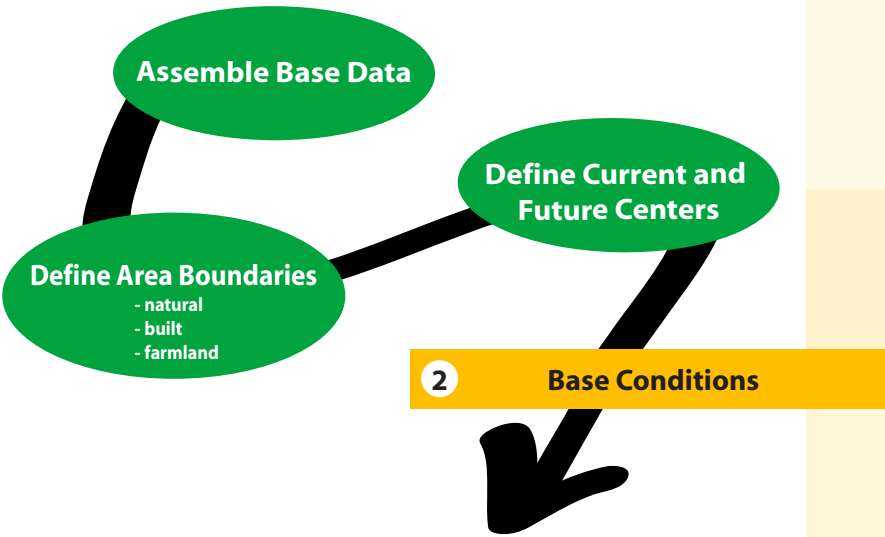 Assemble Base Data
Define Current and
Future Centers
Define Area Boundaries
- natural
- built
- farmland
2 Base Conditions